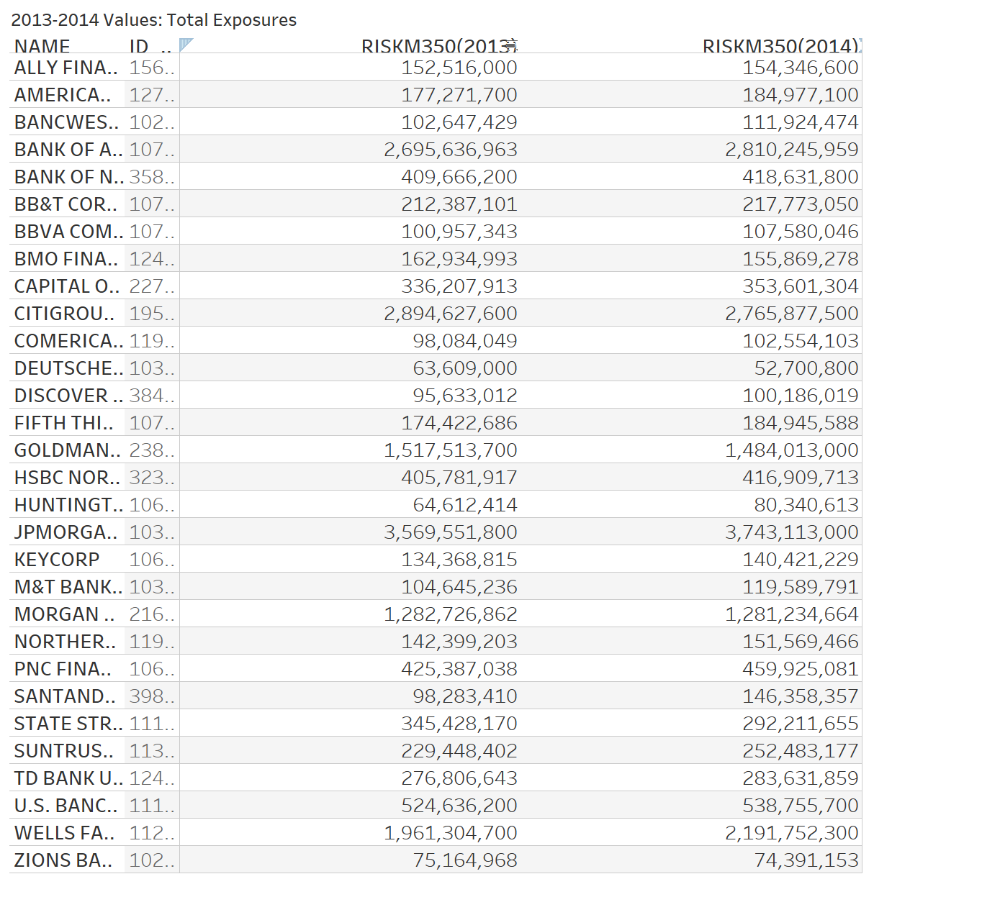 2013-2014 Values: Total Exposures
NAME ID .. RISKM350(2013) RISKM350(2014)
ALLY FINA.. 156.. 152,516,000 154,346,600
AMERICA.. 127.. 177,271,700 184,977,100
BANCWES.. 102.. 102,647,429 111,924,474
BANK OF A.. 107.. 2,695,636,963 2,810,245,959
BANK OF N.. 358.. 409,666,200 418,631,800
BB&T COR.. 107.. 212,387,101 217,773,050
BBVA COM.. 107.. 100,957,343 107,580,046
BMO FINA.. 124.. 162,934,993 155,869,278
CAPITAL O.. 227.. 336,207,913 353,601,304
CITIGROU.. 195.. 2,894,627,600 2,765,877,500
COMERICA.. 119.. 98,084,049 102,554,103
DEUTSCHE.. 103.. 63,609,000 52,700,800
DISCOVER .. 384.. 95,633,012 100,186,019
FIFTH THI.. 107.. 174,422,686 184,945,588
GOLDMAN.. 238.. 1,517,513,700 1,484,013,000
HSBC NOR.. 323.. 405,781,917 416,909,713
HUNTINGT.. 106.. 64,612,414 80,340,613
JPMORGA.. 103.. 3,569,551,800 3,743,113,000
KEYCORP 106.. 134,368,815 140,421,229
M&T BANK.. 103.. 104,645,236 119,589,791
MORGAN .. 216.. 1,282,726,862 1,281,234,664
NORTHER.. 119.. 142,399,203 151,569,466
PNC FINA.. 106.. 425,387,038 459,925,081
SANTAND.. 398.. 98,283,410 146,358,357
STATE STR.. 111.. 345,428,170 292,211,655
SUNTRUS.. 113.. 229,448,402 252,483,177
TD BANK U.. 124.. 276,806,643 283,631,859
U.S. BANC.. 111.. 524,636,200 538,755,700
WELLS FA.. 112.. 1,961,304,700 2,191,752,300
ZIONS BA.. 102.. 75,164,968 74,391,153